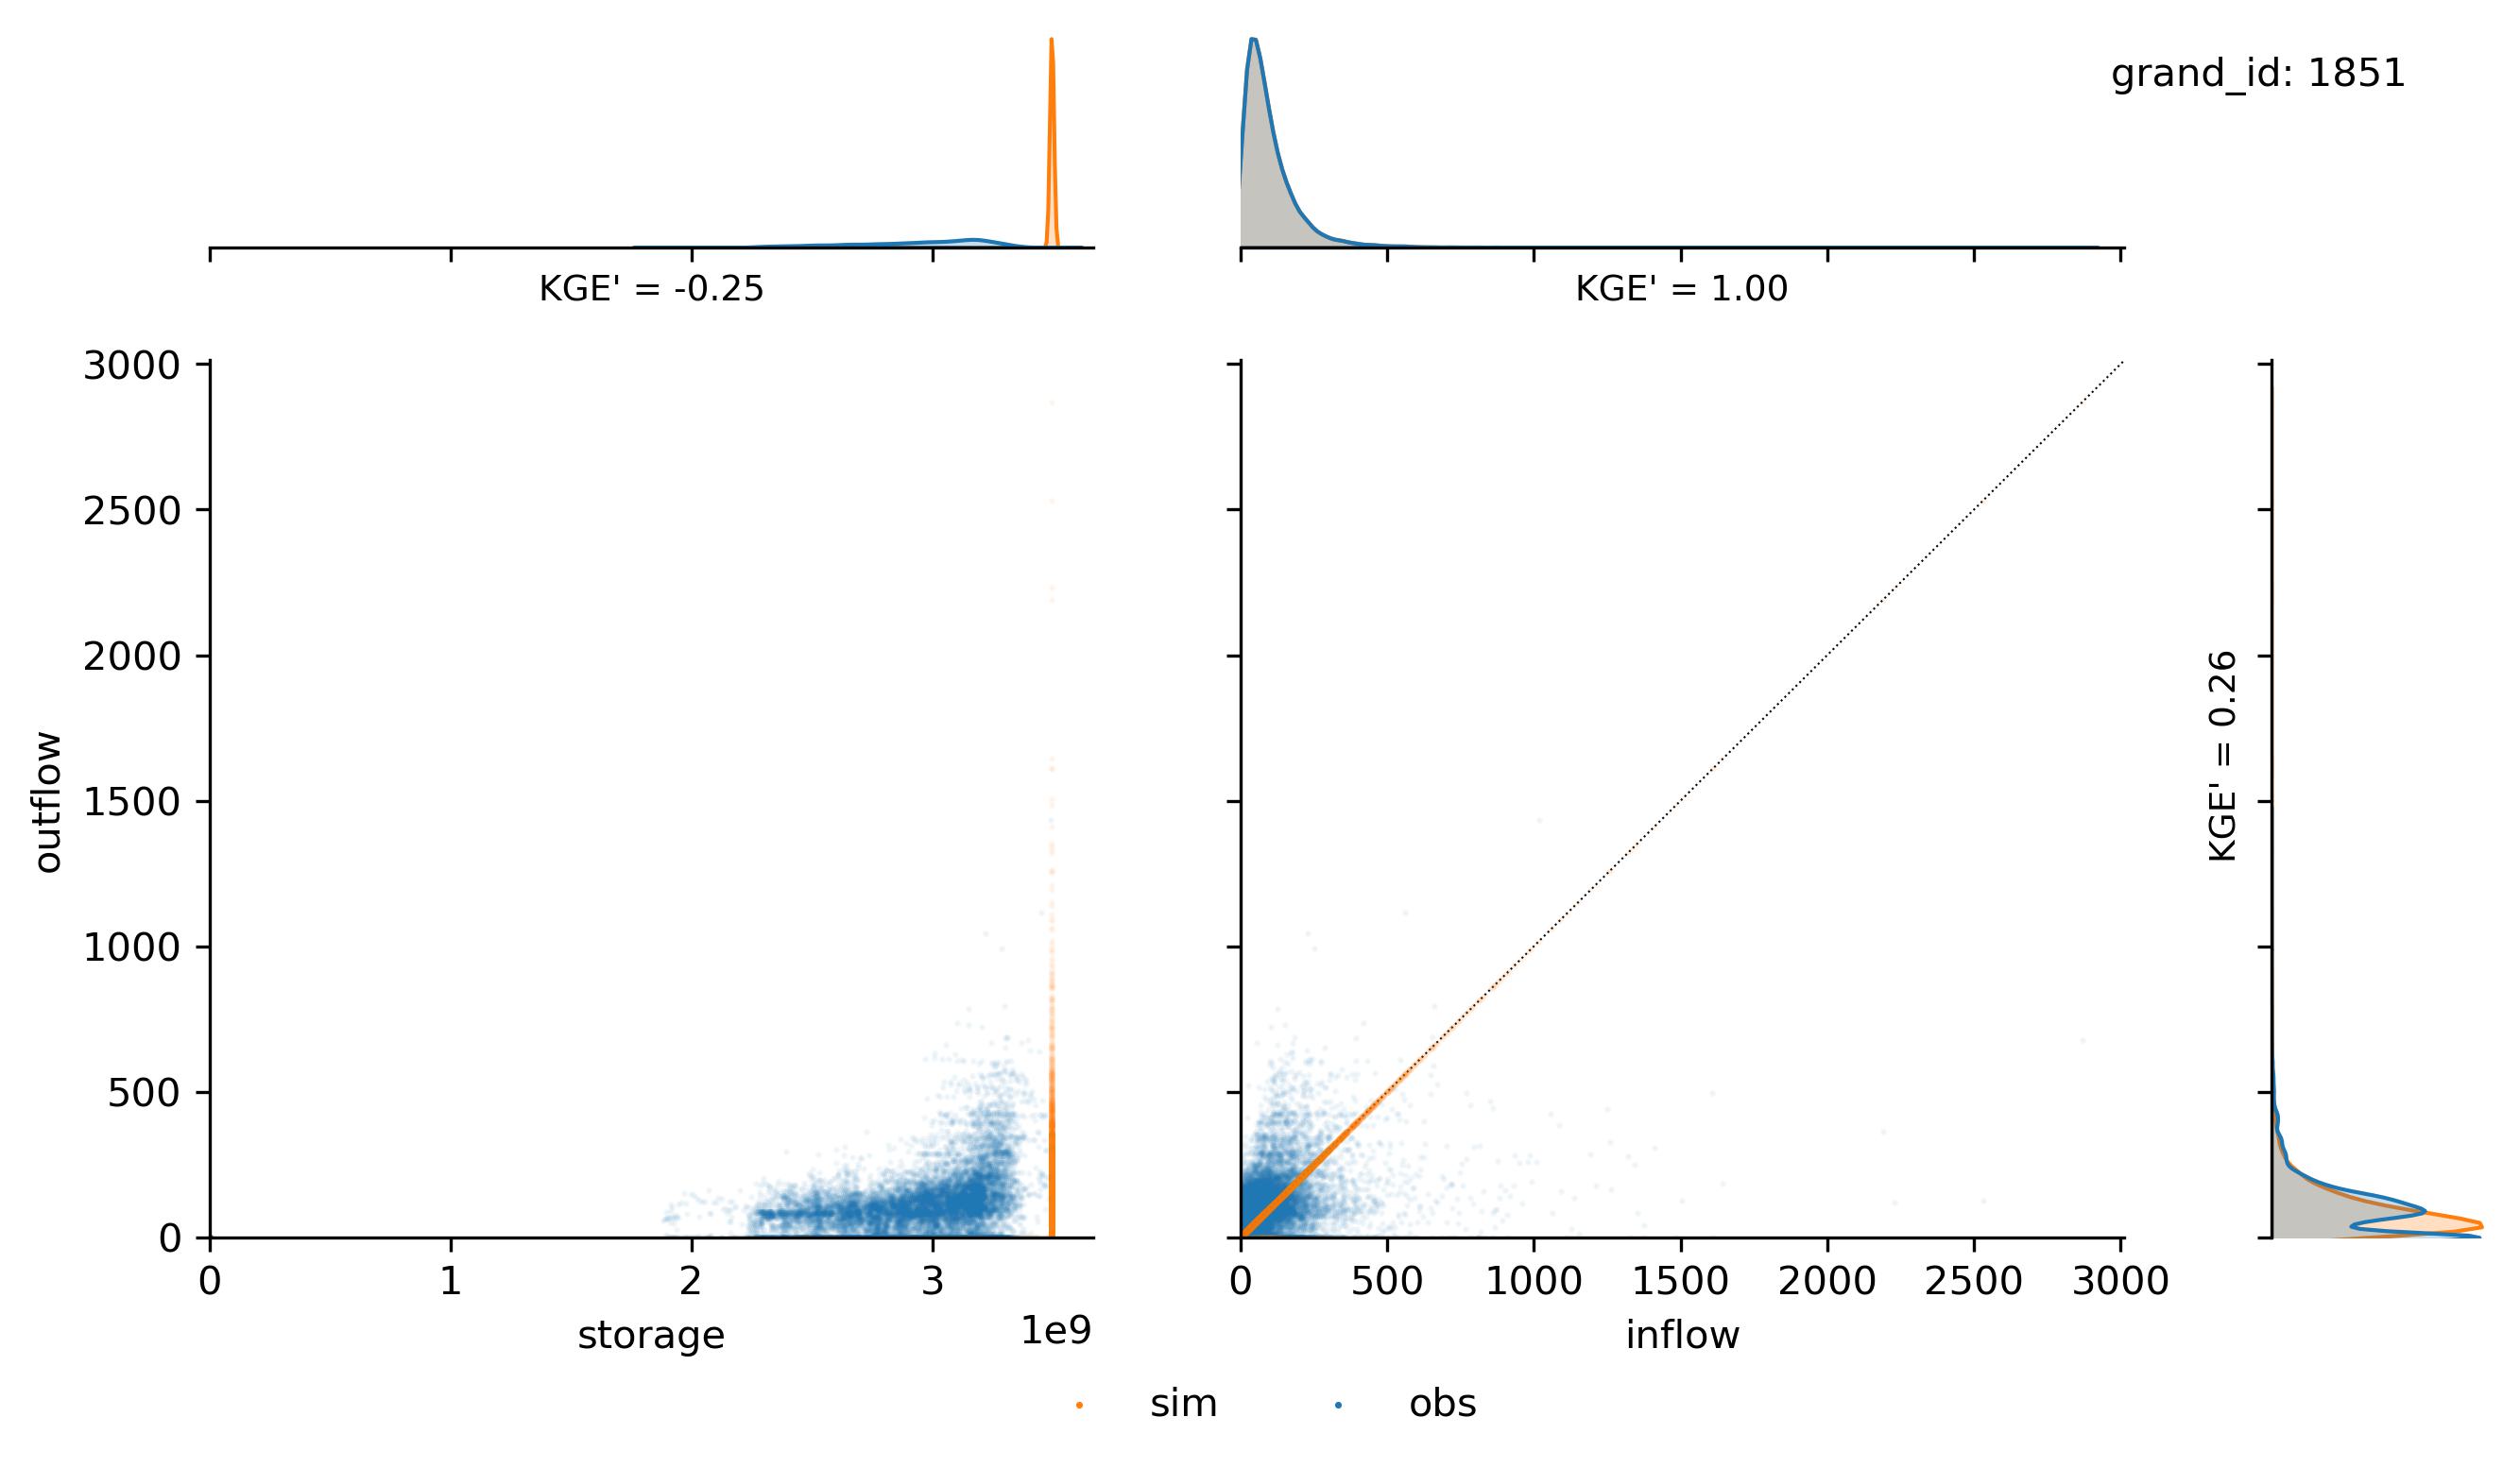 grand_id: 1851
KGE' = -0.25
KGE' = 1.00
3000
2500
2000
1500
1000
500
0
outflow
KGE' = 0.26
0 1 2 3
0 500 1000 1500 2000 2500 3000
storage
1e9
inflow
sim
obs